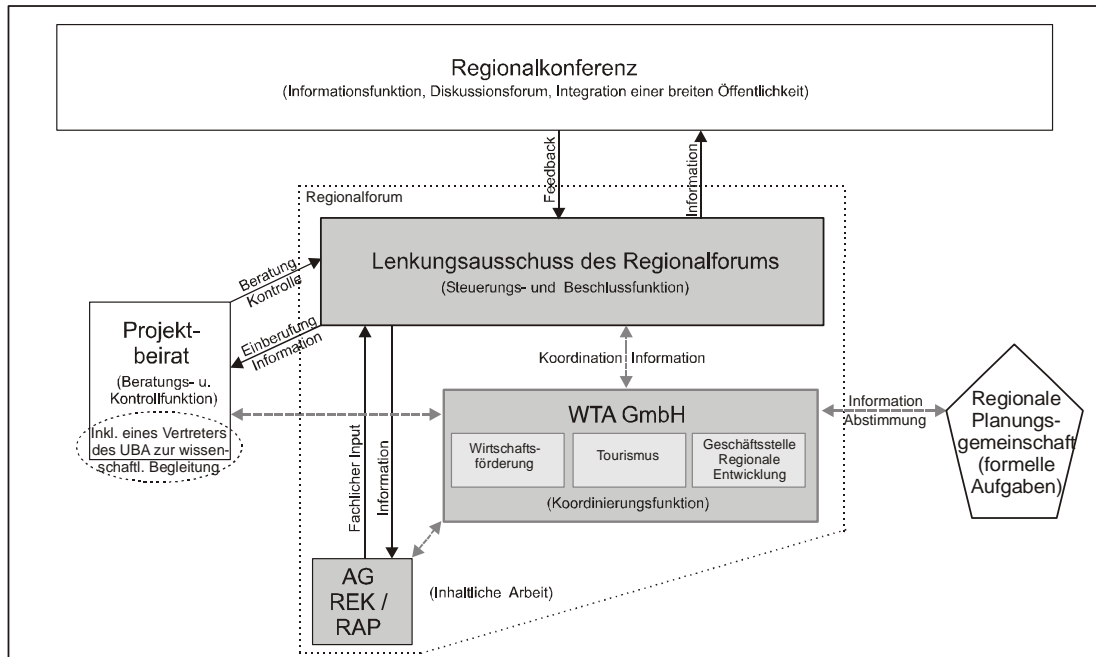 Regionalkonferenz
(Informationsfunktion, Diskussionsforum, Integration einer breiten Öffentlichkeit)
Feedback
Information
Regionalforum
Lenkungsausschuss des Regionalforums
(Steuerungs- und Beschlussfunktion)
Beratung,
Kontrolle
Einberufung
Information
Projekt-
beirat
(Beratungs- u.
Kontrollfunktion)
Inkl. eines Vertreters
des UBA zur wissen-
schaftl. Begleitung
Fachlicher Input
Information
Koordination Information
WTA GmbH
Wirtschafts-
förderung
Tourismus
Geschäftsstelle
Regionale
Entwicklung
(Koordinierungsfunktion)
Information
Abstimmung
Regionale
Planungs-
gemeinschaft
(formelle
Aufgaben)
AG
REK /
RAP
(Inhaltliche Arbeit)